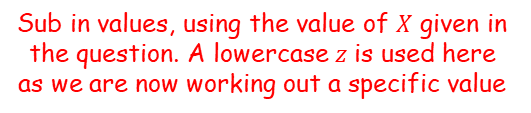 Sub in values, using the value of X given in
the question. A lowercase z is used here
as we are now working out a specific value